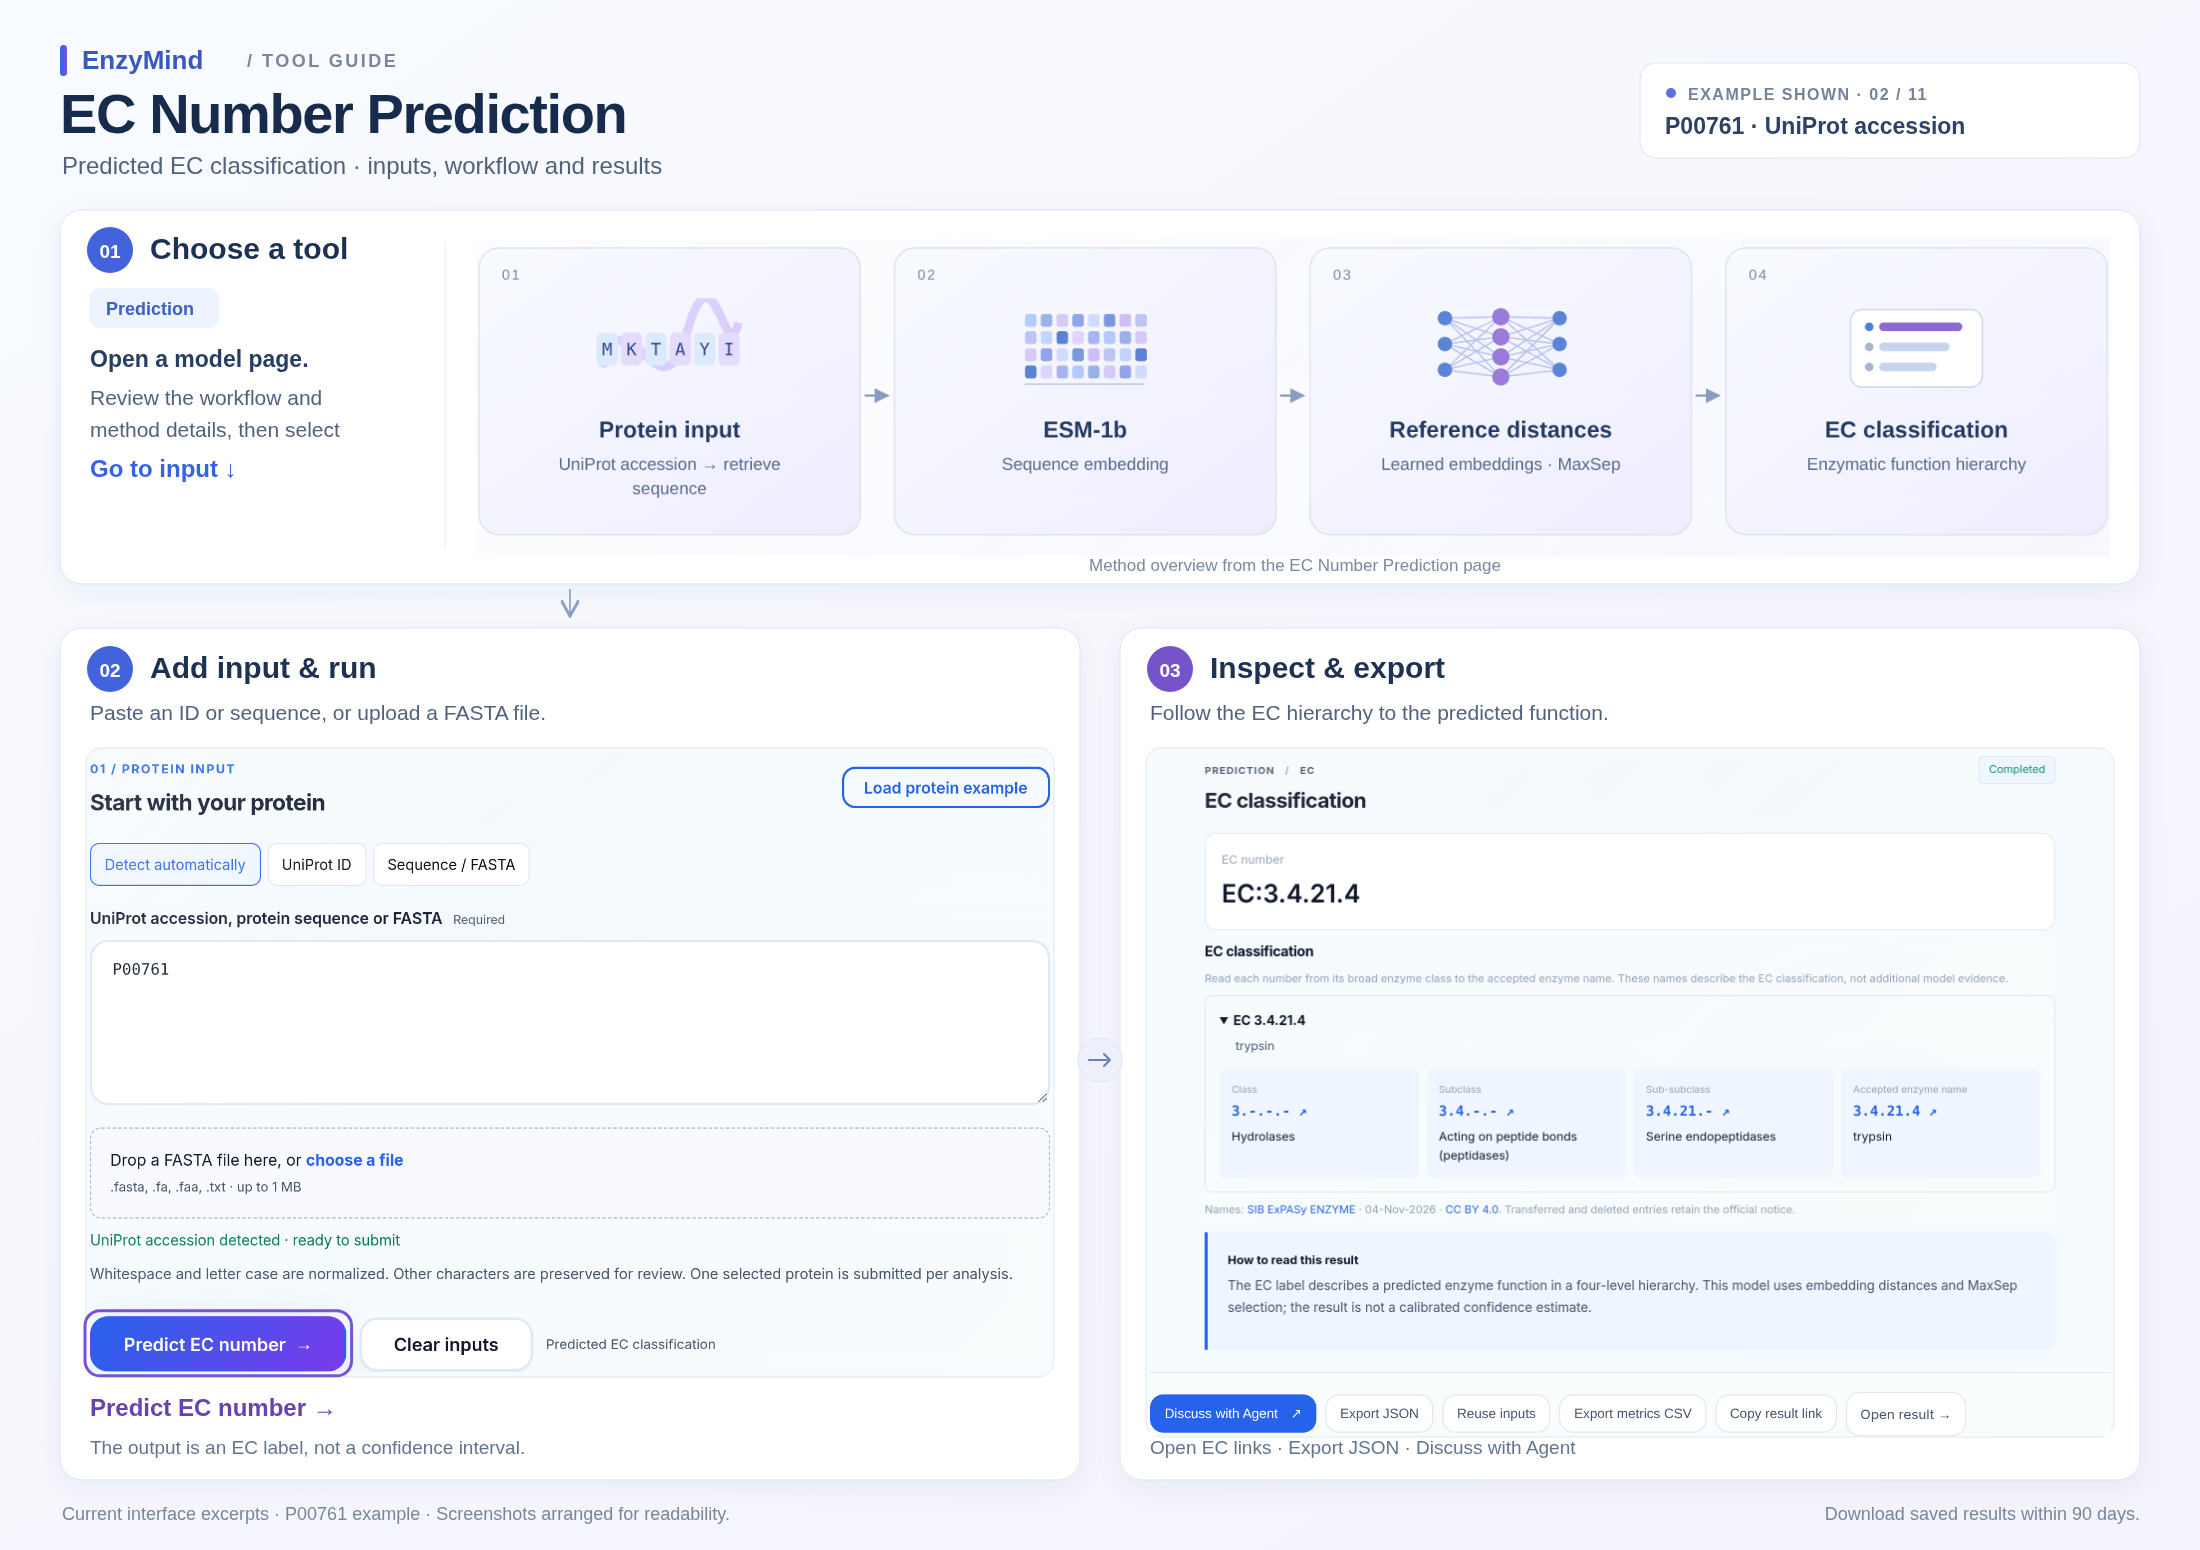 EnzyMind / TOOL GUIDE
EC Number Prediction
Predicted EC classification · inputs, workflow and results
EXAMPLE SHOWN · 02 / 11
P00761 · UniProt accession
01 Choose a tool
Prediction
Open a model page.
Review the workflow and
method details, then select
Go to input ↓
01
M K T A Y I
Protein input
UniProt accession → retrieve
sequence
02
ESM-1b
Sequence embedding
03
Reference distances
Learned embeddings · MaxSep
04
EC classification
Enzymatic function hierarchy
Method overview from the EC Number Prediction page
02 Add input & run
Paste an ID or sequence, or upload a FASTA file.
01 / PROTEIN INPUT
Start with your protein
Load protein example
Detect automatically UniProt ID Sequence / FASTA
UniProt accession, protein sequence or FASTA Required
P00761
Drop a FASTA file here, or choose a file
.fasta, .fa, .faa, .txt · up to 1 MB
UniProt accession detected · ready to submit
Whitespace and letter case are normalized. Other characters are preserved for review. One selected protein is submitted per analysis.
Predict EC number → Clear inputs Predicted EC classification
Predict EC number →
The output is an EC label, not a confidence interval.
03 Inspect & export
Follow the EC hierarchy to the predicted function.
PREDICTION / EC
Completed
EC classification
EC number
EC:3.4.21.4
EC classification
Read each number from its broad enzyme class to the accepted enzyme name. These names describe the EC classification, not additional model evidence.
▼ EC 3.4.21.4
trypsin
Class
3.-.-.- ↗
Hydrolases
Subclass
3.4.-.- ↗
Acting on peptide bonds
(peptidases)
Sub-subclass
3.4.21.- ↗
Serine endopeptidases
Accepted enzyme name
3.4.21.4 ↗
trypsin
Names: SIB ExPASy ENZYME · 04-Nov-2026 · CC BY 4.0. Transferred and deleted entries retain the official notice.
How to read this result
The EC label describes a predicted enzyme function in a four-level hierarchy. This model uses embedding distances and MaxSep
selection; the result is not a calibrated confidence estimate.
Discuss with Agent ↗ Export JSON Reuse inputs Export metrics CSV Copy result link Open result →
Open EC links · Export JSON · Discuss with Agent
Current interface excerpts · P00761 example · Screenshots arranged for readability.
Download saved results within 90 days.